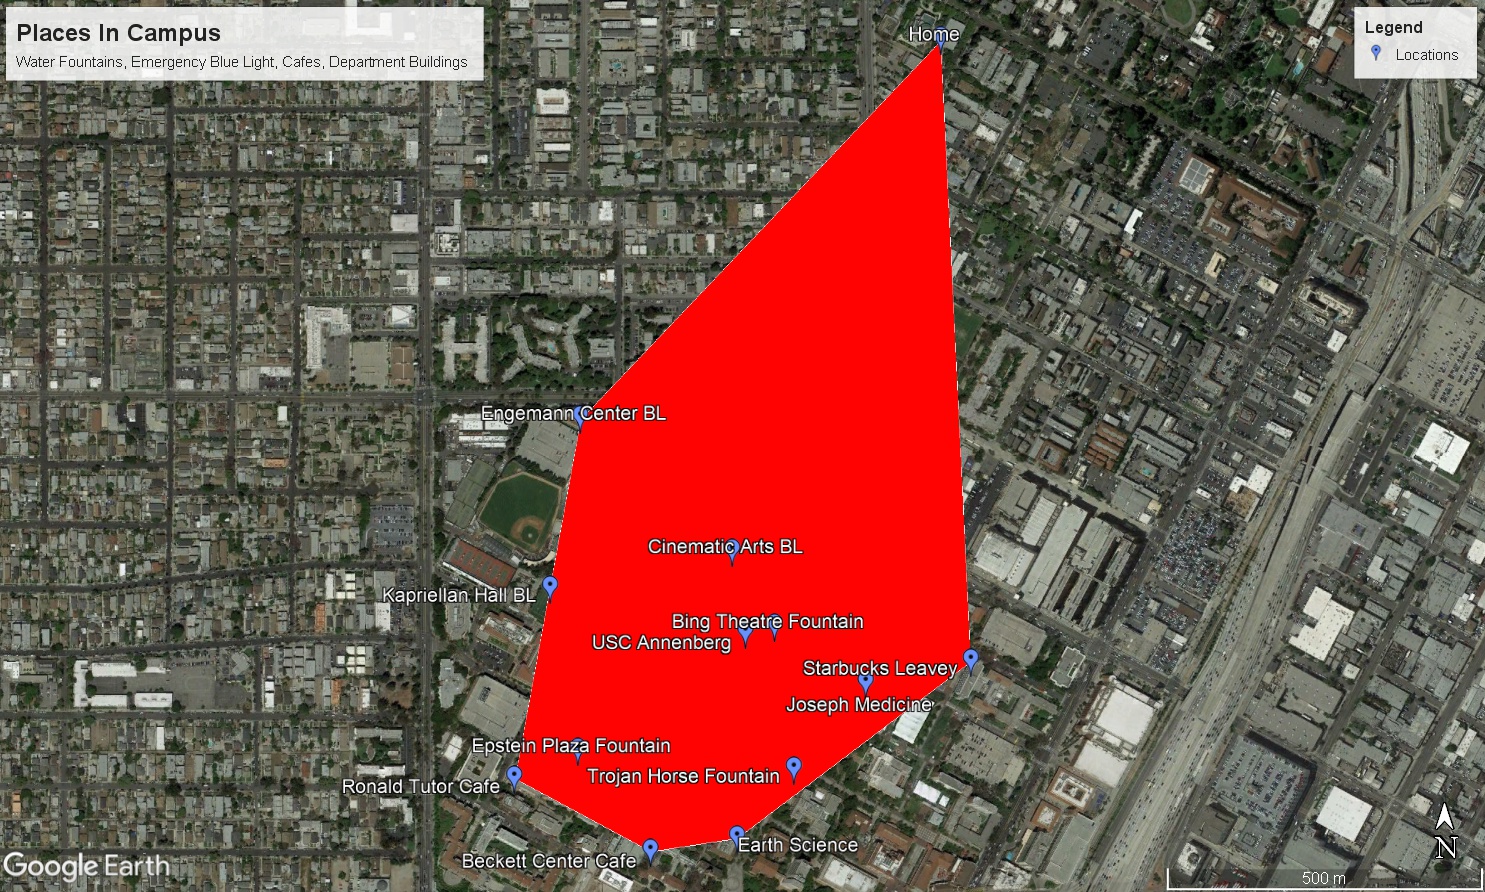 Places In Campus
Water Fountains, Emergency Blue Light, Cafes, Department Buildings
Home
Legend
Locations
Engemann Center BL
Cinematic Arts BL
Kapriellan Hall BL
Bing Theatre Fountain
USC Annenberg
Starbucks Leavey
Joseph Medicine
Epstein Plaza Fountain
Trojan Horse Fountain
Ronald Tutor Cafe
Earth Science
Beckett Center Cafe
Google Earth
N
500 m